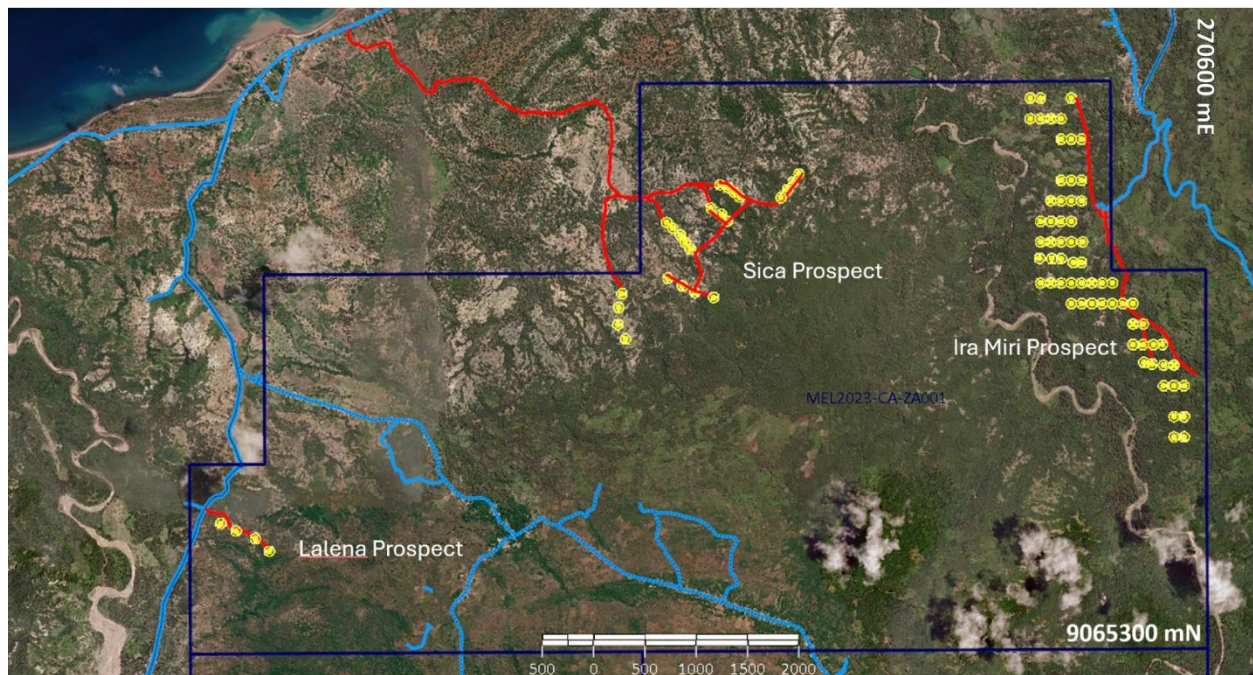 270600 mE
Sica Prospect
Ira Miri Prospect
MEL2023-CA-ZA001
Lalena Prospect
9065300 mN
500 0 500 1000 1500 2000